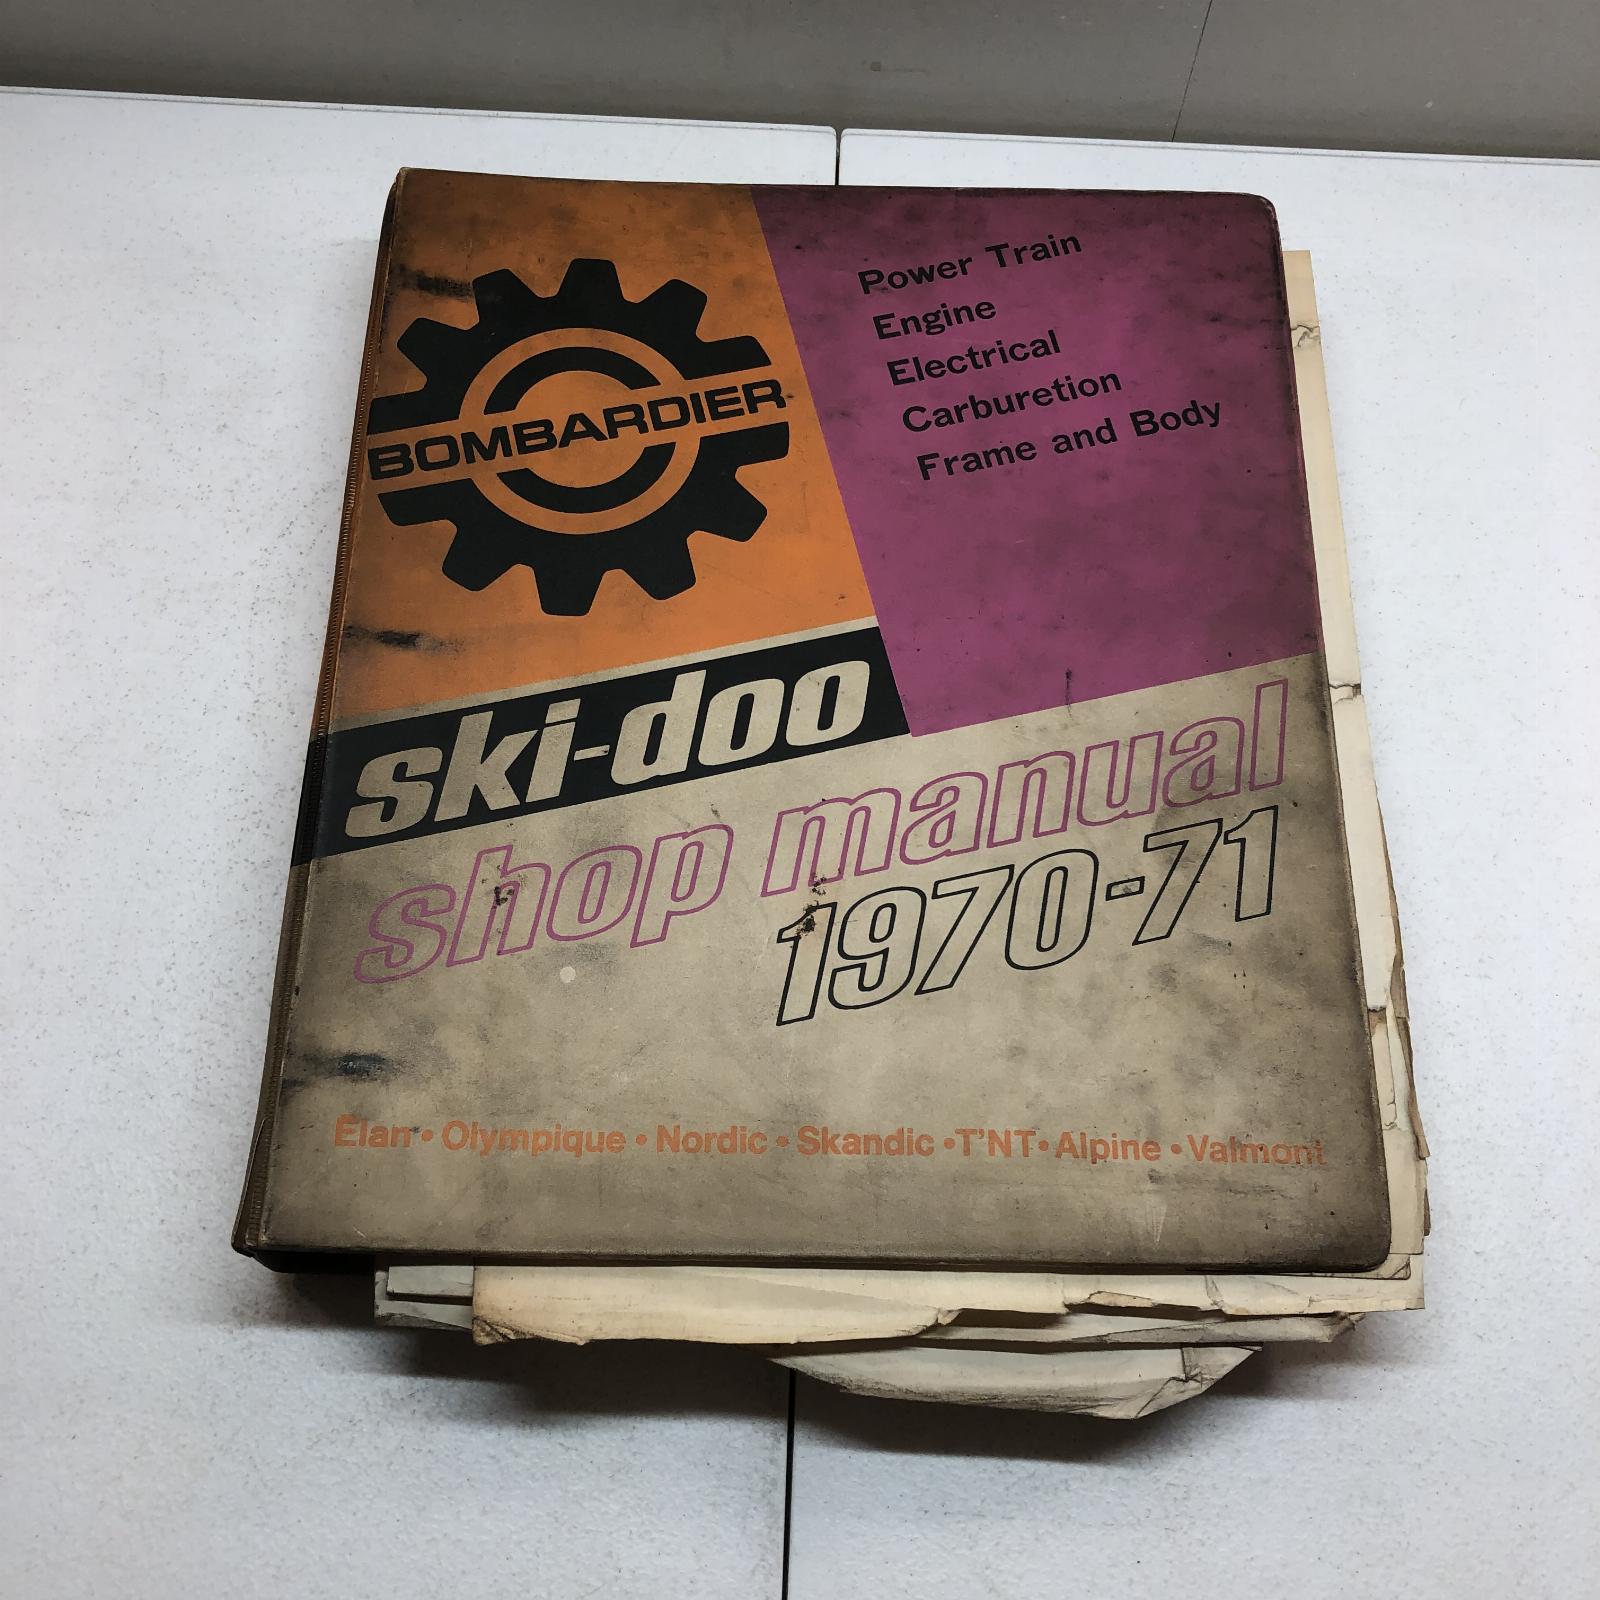 BOMBARDIER
Power Train
Engine
Electrical
Carburetion
Frame and Body
ski-doo
shop manual
1970-71
Élan • Olympique • Nordic • Skandic • T'NT • Alpine • Valmont